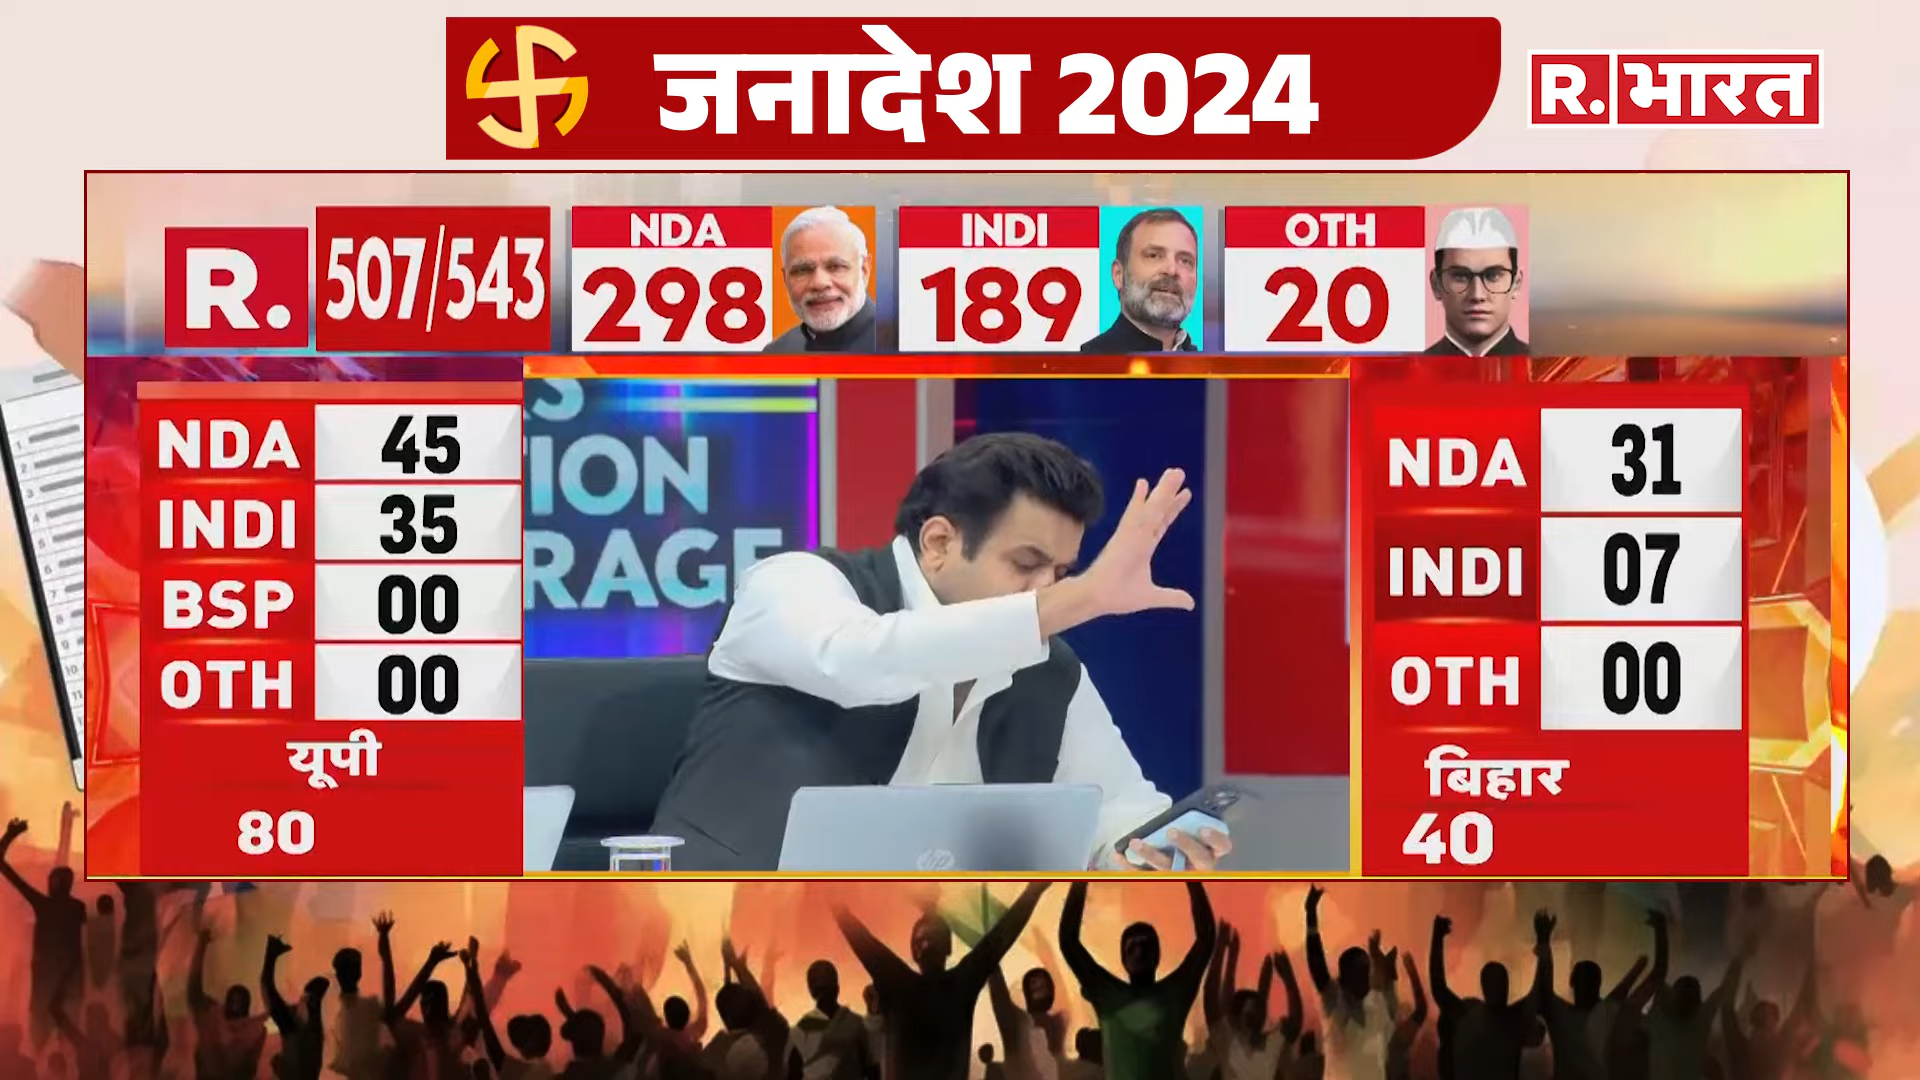 जनादेश 2024
R. भारत
R.
507/543
NDA
298
INDI
189
OTH
20
NDA 45
INDI 35
BSP 00
OTH 00
यूपी
80
ION
RAGE
hp
NDA 31
INDI 07
OTH 00
बिहार
40